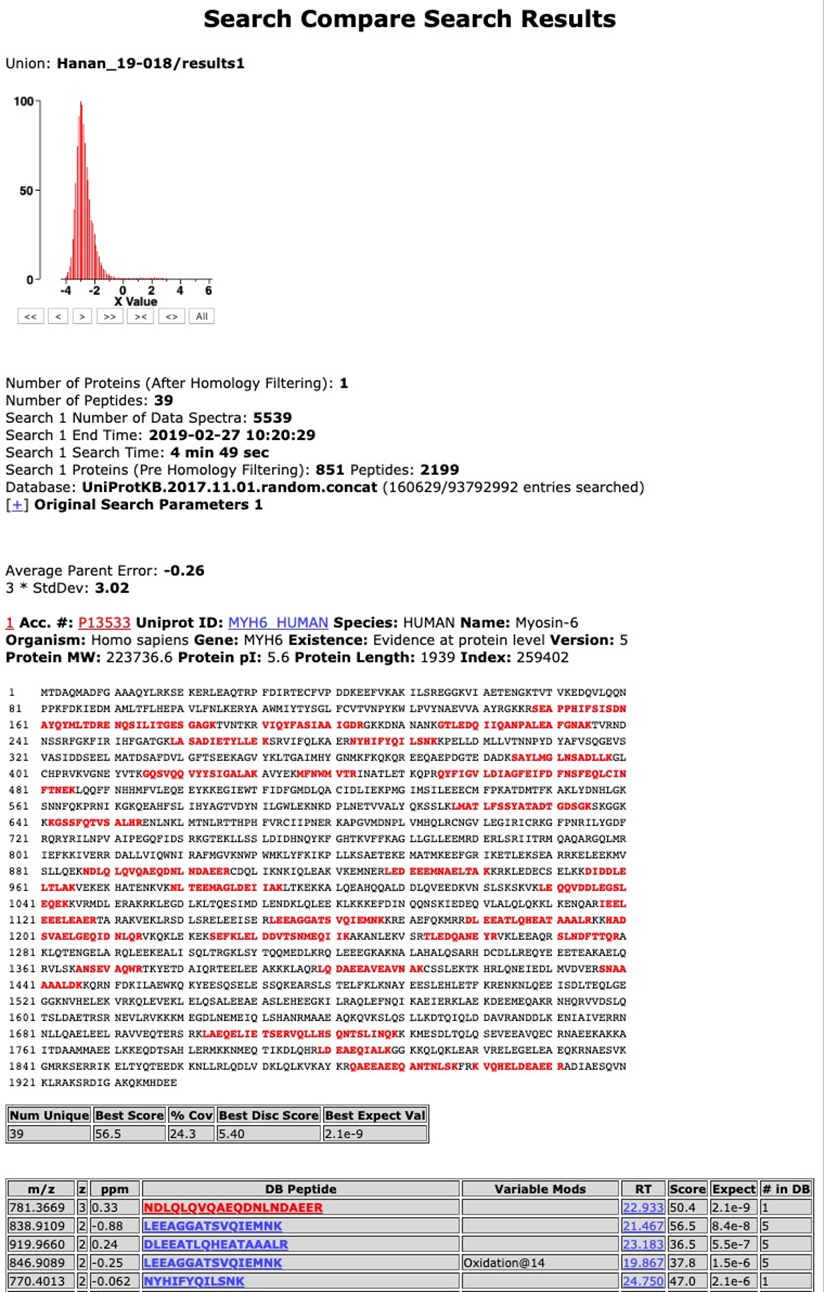 Search Compare Search Results
Union: Hanan_19-018/results1
100
50
0
-4 -2 0 2 4 6
X Value
<< < > >> >< <> All
Number of Proteins (After Homology Filtering): 1
Number of Peptides: 39
Search 1 Number of Data Spectra: 5539
Search 1 End Time: 2019-02-27 10:20:29
Search 1 Search Time: 4 min 49 sec
Search 1 Proteins (Pre Homology Filtering): 851 Peptides: 2199
Database: UniProtKB.2017.11.01.random.concat (160629/93792992 entries searched)
[+] Original Search Parameters 1
Average Parent Error: -0.26
3 * StdDev: 3.02
1 Acc. #: P13533 Uniprot ID: MYH6_HUMAN Species: HUMAN Name: Myosin-6
Organism: Homo sapiens Gene: MYH6 Existence: Evidence at protein level Version: 5
Protein MW: 223736.6 Protein pI: 5.6 Protein Length: 1939 Index: 259402
1 MTDAQMADFG AAAQYLRKSE KERLEAQTRP FDIRTECFVP DDKEEFVKAK ILSREGGKVI AETENGKTVT VKEDQVLQQN
81 PPKFDKIEDM AMLTFLHEPA VLFNLKERYA AWMIYTYSGL FCVTVNPYKW LPVYNAEVVA AYRGKKRSEA PPHIFSISDN
161 AYQYMLTDRE NQSILITGES GAGKTVNTKR VIQYFASIAA IGDRGKKDNA NANKGTLEDQ IIQANPALEA FGNAKTVRND
241 NSSRFGKFIR IHFGATGKLA SADIETYLLE KSRVIFQLKA ERNYHIFYQI LSNKKPELLD MLLVTNNPYD YAFVSQGEVS
321 VASIDDSEEL MATDSAFDVL GFTSEEKAGV YKLTGAIMHY GNMKFKQKQR EEQAEPDGTE DADKSAYLMG LNSADLLKGL
401 CHPRVKVGNE YVTKGQSVQQ VYYSIGALAK AVYEKMFNWM VTRINATLET KQPRQYFIGV LDIAGFEIFD FNSFEQLCIN
481 FTNEKLQQFF NHHMFVLEQE EYKKEGIEWT FIDFGMDLQA CIDLIEKPMG IMSILEEECM FPKATDMTFK AKLYDNHLGK
561 SNNFQKPRNI KGKQEAHFSL IHYAGTVDYN ILGWLEKNKD PLNETVVALY QKSSLKLMAT LFSSYATADT GDSGKSKGGK
641 KKGSSFQTVS ALHRENLNKL MTNLRTTHPH FVRCIIPNER KAPGVMDNPL VMHQLRCNGV LEGIRICRKG FPNRILYGDF
721 RQRYRILNPV AIPEGQFIDS RKGTEKLLSS LDIDHNQYKF GHTKVFFKAG LLGLLEEMRD ERLSRIITRM QAQARGQLMR
801 IEFKKIVERR DALLVIQWNI RAFMGVKNWP WMKLYFKIKP LLKSAETEKE MATMKEEFGR IKETLEKSEA RRKELEEKMV
881 SLLQEKNDLQ LQVQAEQDNL NDAEERCDQL IKNKIQLEAK VKEMNERLED EEEMNAELTA KKRKLEDECS ELKKDIDDLE
961 LTLAKVEKEK HATENKVKNL TEEMAGLDEI IAKLTKEKKA LQEAHQQALD DLQVEEDKVN SLSKSKVKLE QQVDDLEGSL
1041 EQEKKVRMDL ERAKRKLEGD LKLTQESIMD LENDKLQLEE KLKKKEFDIN QQNSKIEDEQ VLALQLQKKL KENQARIEEL
1121 EEELEAERTA RAKVEKLRSD LSRELEEISE RLEEAGGATS VQIEMNKKRE AEFQKMRRDL EEATLQHEAT AAALRKKHAD
1201 SVAELGEQID NLQRVKQKLE KEKSEFKLEL DDVTSNMEQI IKAKANLEKV SRTLEDQANE YRVKLEEAQR SLNDFTTQRA
1281 KLQTENGELA RQLEEKEALI SQLTRGKLSY TQQMEDLKRQ LEEEGKAKNA LAHALQSARH DCDLLREQYE EETEAKAELQ
1361 RVLSKANSEV AQWRTKYETD AIQRTEELEE AKKKLAQRLQ DAEEAVEAVN AKCSSLEKTK HRLQNEIEDL MVDVERSNAA
1441 AAALDKKQRN FDKILAEWKQ KYEESQSELE SSQKEARSLS TELFKLKNAY EESLEHLETF KRENKNLQEE ISDLTEQLGE
1521 GGKNVHELEK VRKQLEVEKL ELQSALEEAE ASLEHEEGKI LRAQLEFNQI KAEIERKLAE KDEEMEQAKR NHQRVVDSLQ
1601 TSLDAETRSR NEVLRVKKKM EGDLNEMEIQ LSHANRMAAE AQKQVKSLQS LLKDTQIQLD DAVRANDDLK ENIAIVERRN
1681 NLLQAELEEL RAVVEQTERS RKLAEQELIE TSERVQLLHS QNTSLINQKK KMESDLTQLQ SEVEEAVQEC RNAEEKAKKA
1761 ITDAAMMAEE LKKEQDTSAH LERMKKNMEQ TIKDLQHRLD EAEQIALKGG KKQLQKLEAR VRELEGELEA EQKRNAESVK
1841 GMRKSERRIK ELTYQTEEDK KNLLRLQDLV DKLQLKVKAY KRQAEEAEEQ ANTNLSKFRK VQHELDEAEE RADIAESQVN
1921 KLRAKSRDIG AKQKMHDEE
Num Unique Best Score % Cov Best Disc Score Best Expect Val
39 56.5 24.3 5.40 2.1e-9
m/z z ppm DB Peptide Variable Mods RT Score Expect # in DB
781.3669 3 0.33 NDLQLQVQAEQDNLNDAEER 22.933 50.4 2.1e-9 1
838.9109 2 -0.88 LEEAGGATSVQIEMNK 21.467 56.5 8.4e-8 5
919.9660 2 0.24 DLEEATLQHEATAAALR 23.183 36.5 5.5e-7 5
846.9089 2 -0.25 LEEAGGATSVQIEMNK Oxidation@14 19.867 37.8 1.5e-6 5
770.4013 2 -0.062 NYHIFYQILSNK 24.750 47.0 2.1e-6 1